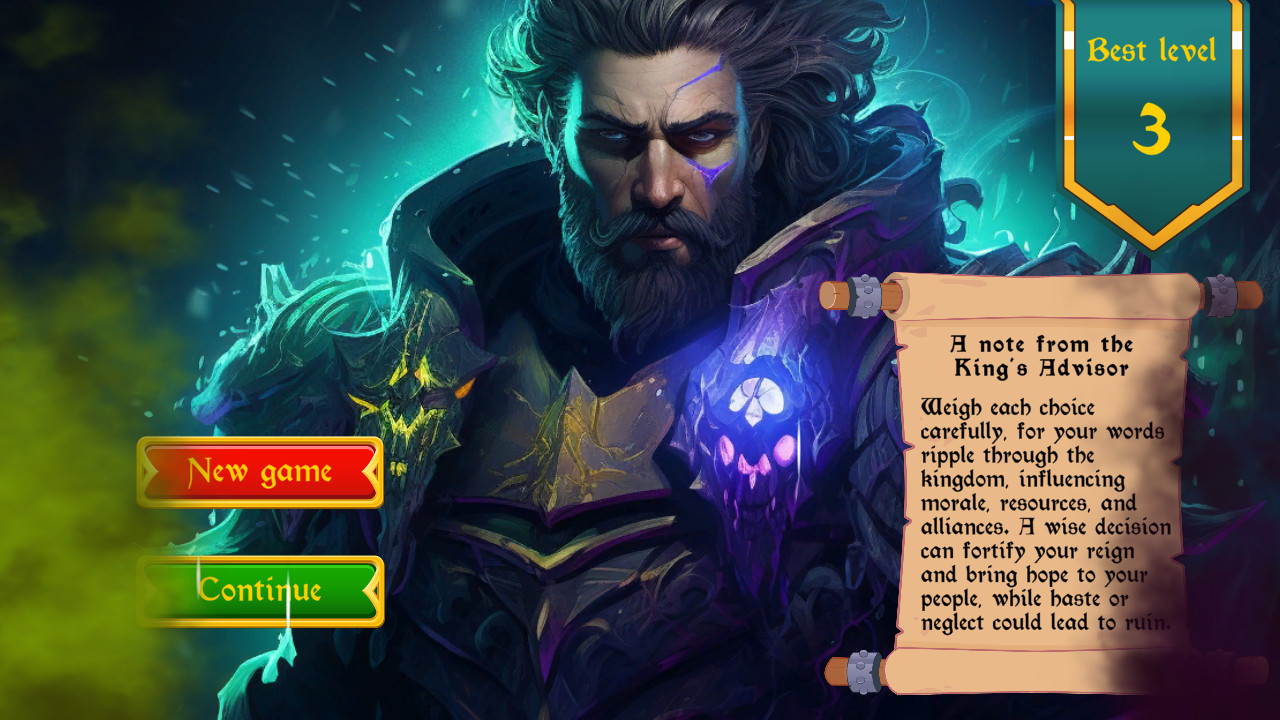 Best level
3
A note from the
King's Advisor
Weigh each choice
carefully, for your words
ripple through the
kingdom, influencing
morale, resources, and
alliances. A wise decision
can fortify your reign
and bring hope to your
people, while haste or
neglect could lead to ruin.
New game
Continue